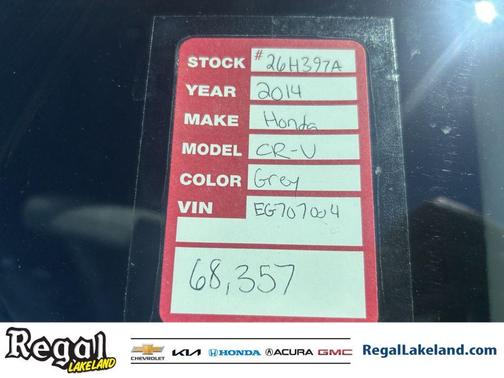 STOCK # 26H397A
YEAR 2014
MAKE Honda
MODEL CR-V
COLOR Grey
VIN EG707004
68,357
Regal LAKELAND CHEVROLET KIA HONDA ACURA GMC RegalLakeland.com